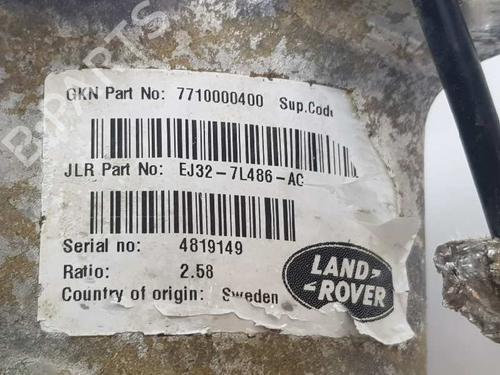 GKN Part No: 7710000400 Sup.Code
JLR Part No: EJ32-7L486-AC
Serial no: 4819149
Ratio: 2.58
Country of origin: Sweden
LAND-
-ROVER
B-PARTS